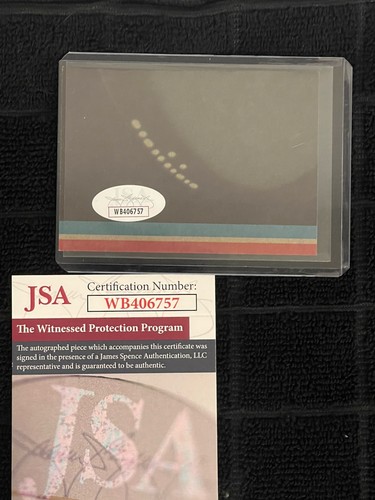 WB406757
JSA
Certification Number:
WB406757
The Witnessed Protection Program
The autographed piece which accompanies this certificate was
signed in the presence of a James Spence Authentication, LLC
representative and is guaranteed to be authentic.
JSA